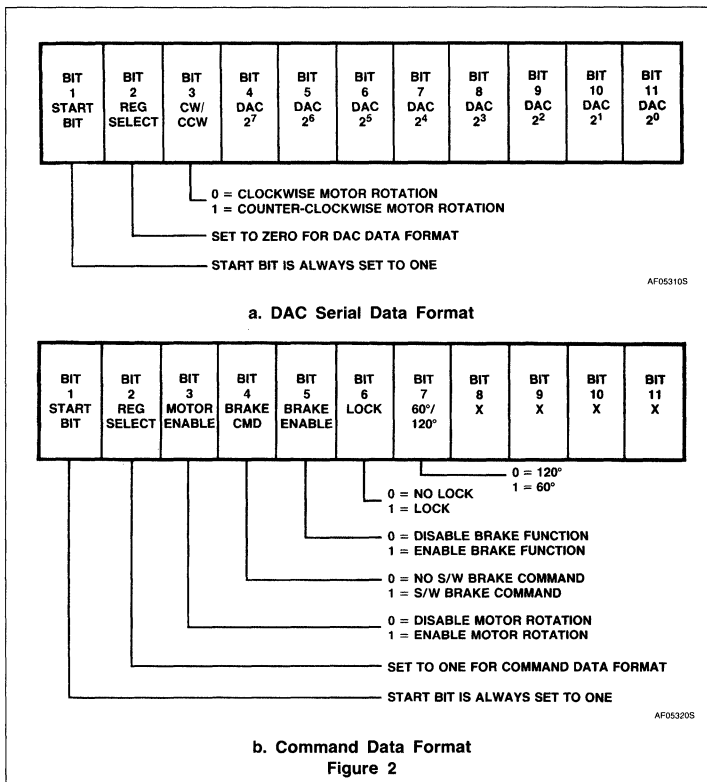 BIT 1 START BIT
BIT 2 REG SELECT
BIT 3 CW/ CCW
BIT 4 DAC 2⁷
BIT 5 DAC 2⁶
BIT 6 DAC 2⁵
BIT 7 DAC 2⁴
BIT 8 DAC 2³
BIT 9 DAC 2²
BIT 10 DAC 2¹
BIT 11 DAC 2⁰
0 = CLOCKWISE MOTOR ROTATION
1 = COUNTER-CLOCKWISE MOTOR ROTATION
SET TO ZERO FOR DAC DATA FORMAT
START BIT IS ALWAYS SET TO ONE
AF05310S
a. DAC Serial Data Format
BIT 1 START BIT
BIT 2 REG SELECT
BIT 3 MOTOR ENABLE
BIT 4 BRAKE CMD
BIT 5 BRAKE ENABLE
BIT 6 LOCK
BIT 7 60°/ 120°
BIT 8 X
BIT 9 X
BIT 10 X
BIT 11 X
0 = 120°
1 = 60°
0 = NO LOCK
1 = LOCK
0 = DISABLE BRAKE FUNCTION
1 = ENABLE BRAKE FUNCTION
0 = NO S/W BRAKE COMMAND
1 = S/W BRAKE COMMAND
0 = DISABLE MOTOR ROTATION
1 = ENABLE MOTOR ROTATION
SET TO ONE FOR COMMAND DATA FORMAT
START BIT IS ALWAYS SET TO ONE
AF05320S
b. Command Data Format
Figure 2